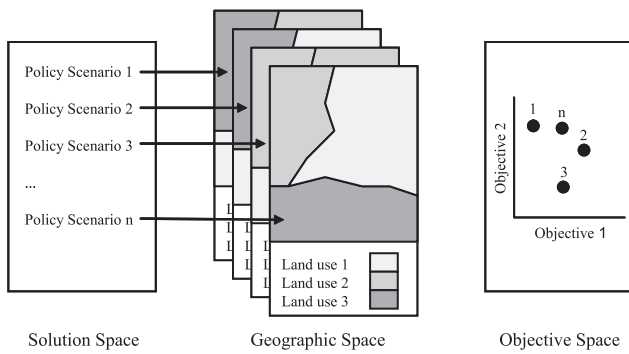 Policy Scenario 1
Policy Scenario 2
Policy Scenario 3
...
Policy Scenario n
Solution Space
L
L
L
L
L
L
L
L
L
Land use 1
Land use 2
Land use 3
Geographic Space
1
n
2
3
Objective 2
Objective 1
Objective Space